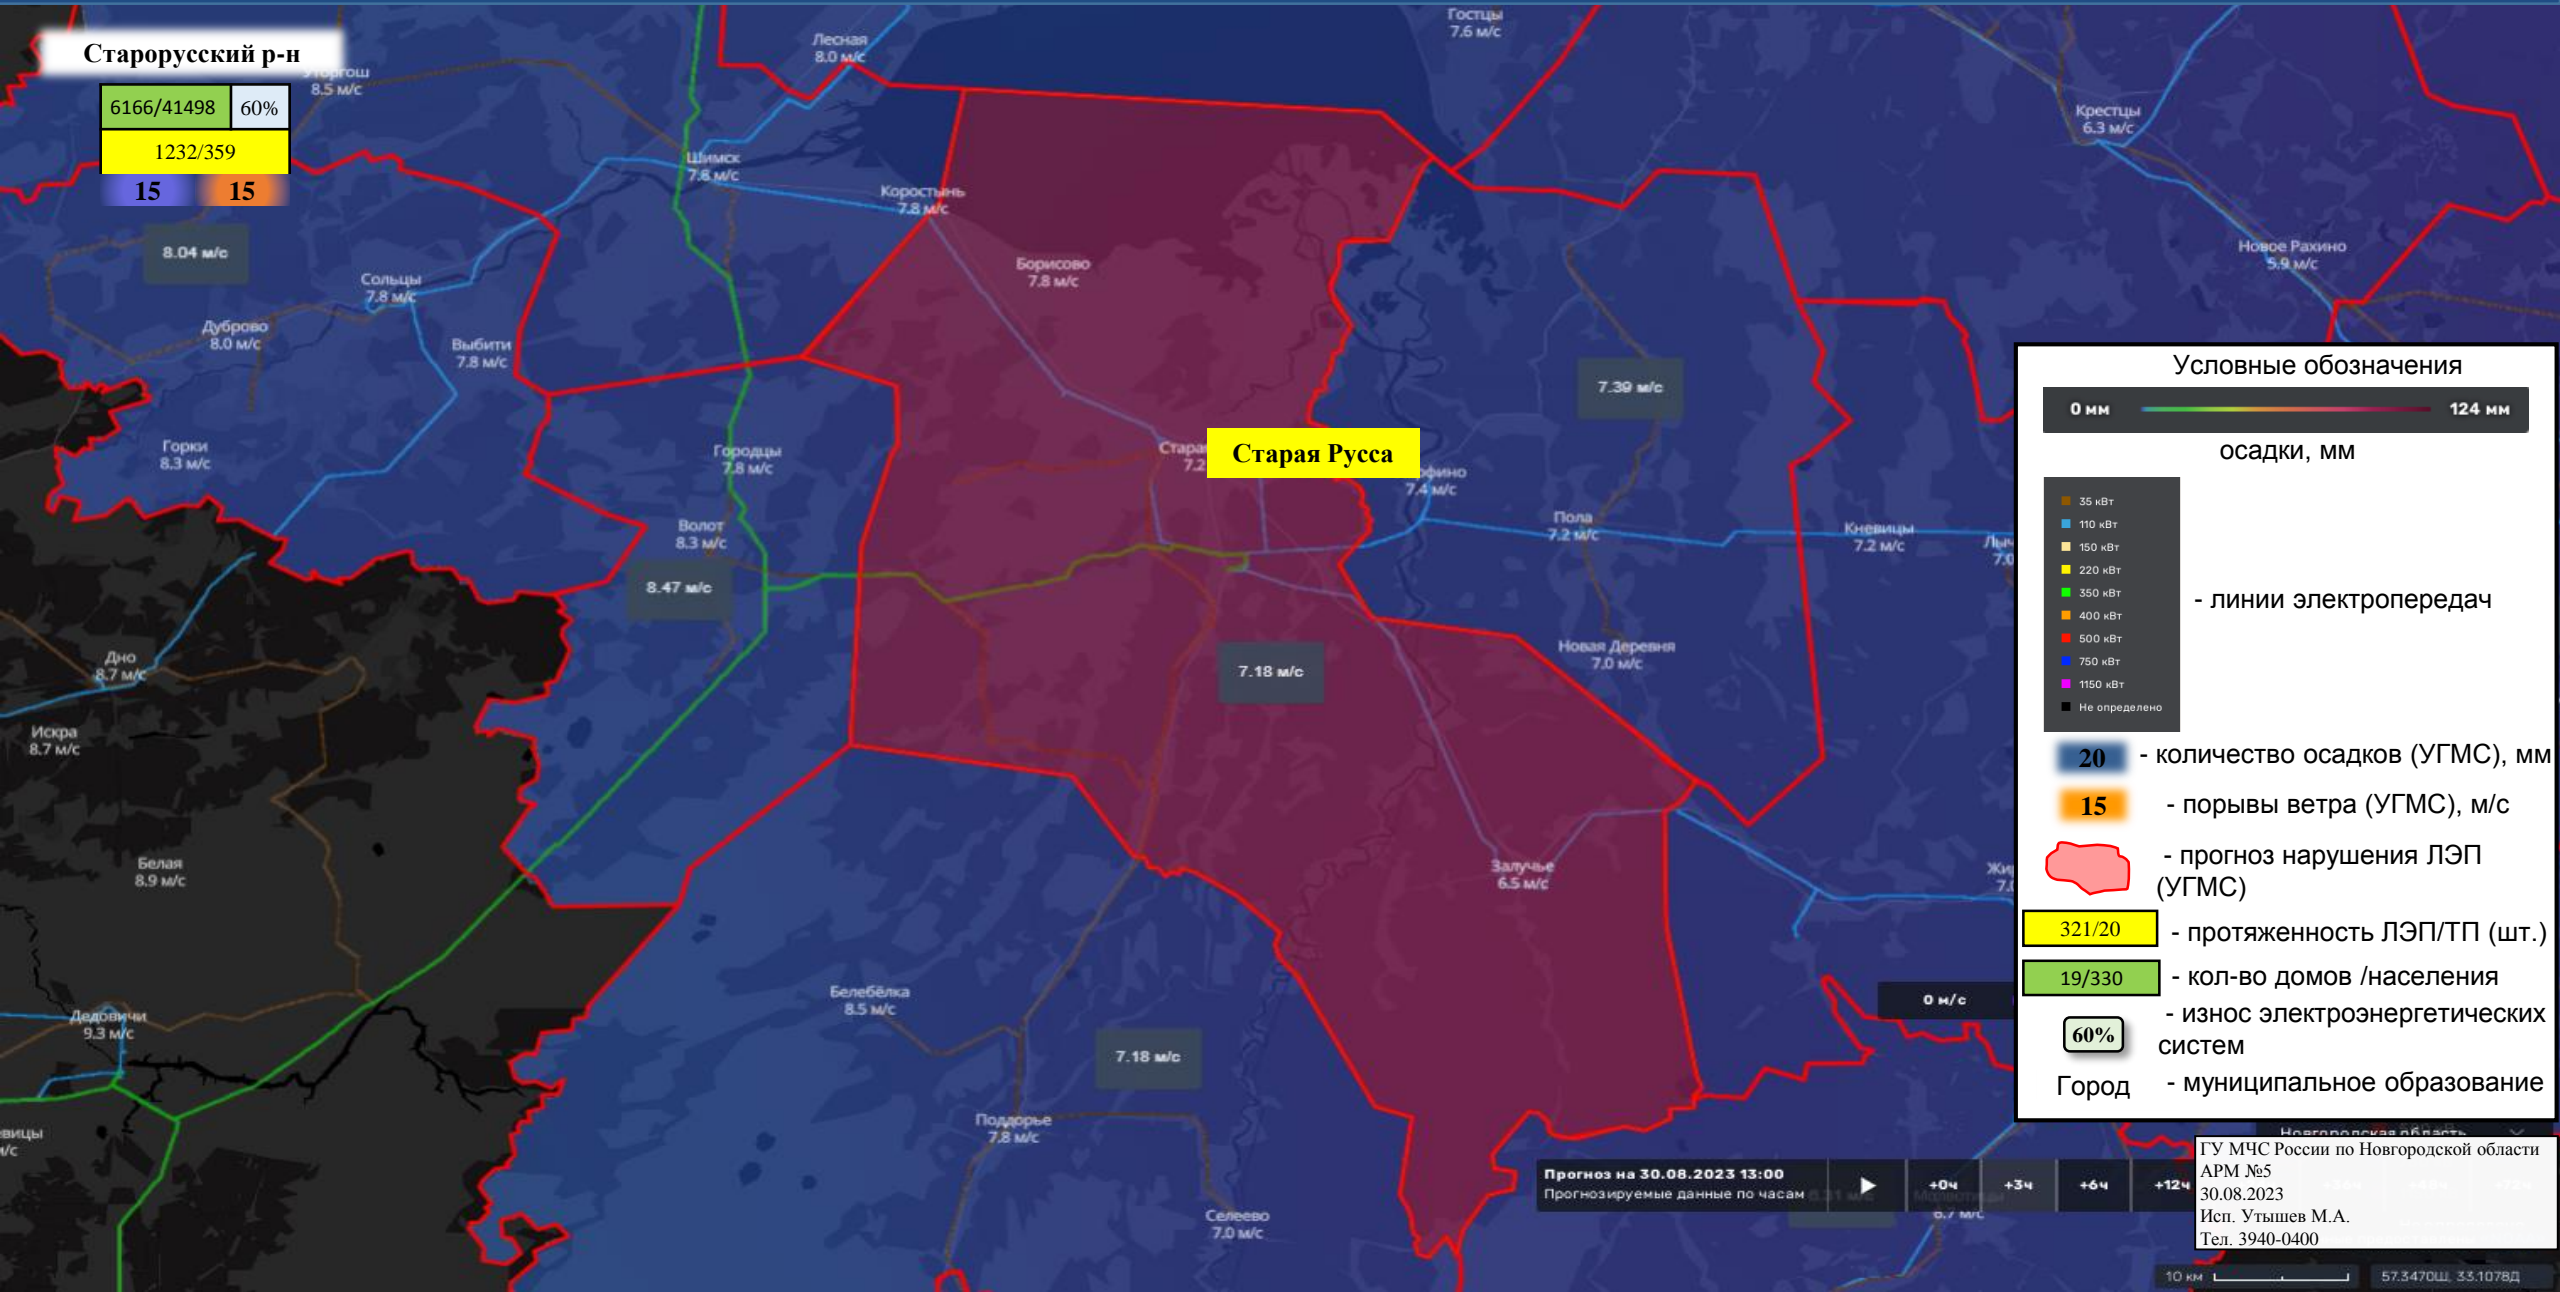 Старорусский р-н
6166/41498
60%
1232/359
15
15
8.5 м/с
Лесная
8.0 м/с
Гостцы
7.6 м/с
Крестцы
6.3 м/с
Шимск
7.8 м/с
Коростынь
7.8 м/с
8.04 м/с
Сольцы
7.8 м/с
Борисово
7.8 м/с
Новое Рахино
5.9 м/с
Дуброво
8.0 м/с
Выбити
7.8 м/с
7.39 м/с
Горки
8.3 м/с
Городцы
7.8 м/с
Старая Русса
7.4 м/с
Волот
8.3 м/с
Пола
7.2 м/с
Кневицы
7.2 м/с
8.47 м/с
Дно
8.7 м/с
Новая Деревня
7.0 м/с
7.18 м/с
Искра
8.7 м/с
Белая
8.9 м/с
Залучье
6.5 м/с
Белебёлка
8.5 м/с
Дедовичи
9.3 м/с
7.18 м/с
Поддорье
7.8 м/с
Селеево
7.0 м/с
6.7 м/с
0 м/с
Условные обозначения
0 мм
124 мм
осадки, мм
35 кВт
110 кВт
150 кВт
220 кВт
350 кВт
400 кВт
500 кВт
750 кВт
1150 кВт
Не определено
- линии электропередач
20 - количество осадков (УГМС), мм
15 - порывы ветра (УГМС), м/с
- прогноз нарушения ЛЭП
(УГМС)
321/20 - протяженность ЛЭП/ТП (шт.)
19/330 - кол-во домов /населения
- износ электроэнергетических
60% систем
Город - муниципальное образование
Новгородская область
Прогноз на 30.08.2023 13:00
Прогнозируемые данные по часам
+0ч
+3ч
+6ч
+12ч
ГУ МЧС России по Новгородской области
АРМ №5
30.08.2023
Исп. Утышев М.А.
Тел. 3940-0400
10 км
57.3470Ш, 33.1078Д